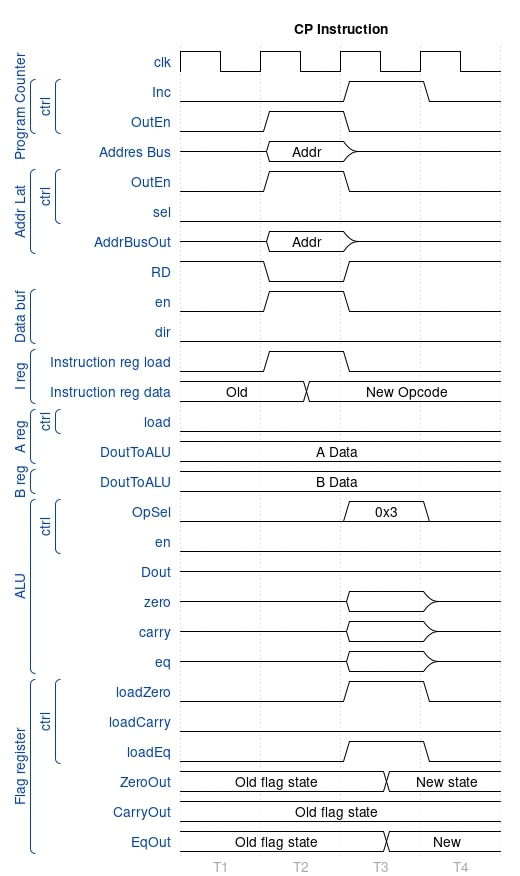 CP Instruction
Program Counter
ctrl
clk
Inc
OutEn
Addres Bus
Addr
Addr Lat
ctrl
OutEn
sel
AddrBusOut
Addr
RD
Data buf
en
dir
I reg
Instruction reg load
Instruction reg data
Old
New Opcode
A reg
ctrl
load
DoutToALU
A Data
B reg
DoutToALU
B Data
ALU
ctrl
OpSel
0x3
en
Dout
zero
carry
eq
Flag register
ctrl
loadZero
loadCarry
loadEq
ZeroOut
Old flag state
New state
CarryOut
Old flag state
EqOut
Old flag state
New
T1 T2 T3 T4